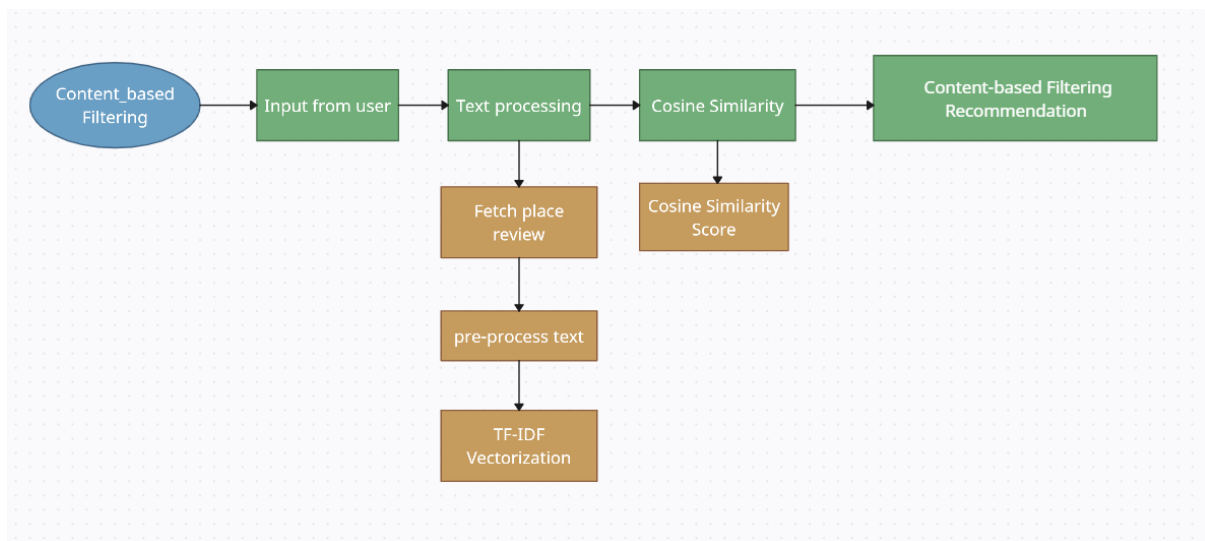 Content_based
Filtering
Input from user
Text processing
Cosine Similarity
Content-based Filtering
Recommendation
Fetch place
review
Cosine Similarity
Score
pre-process text
TF-IDF
Vectorization